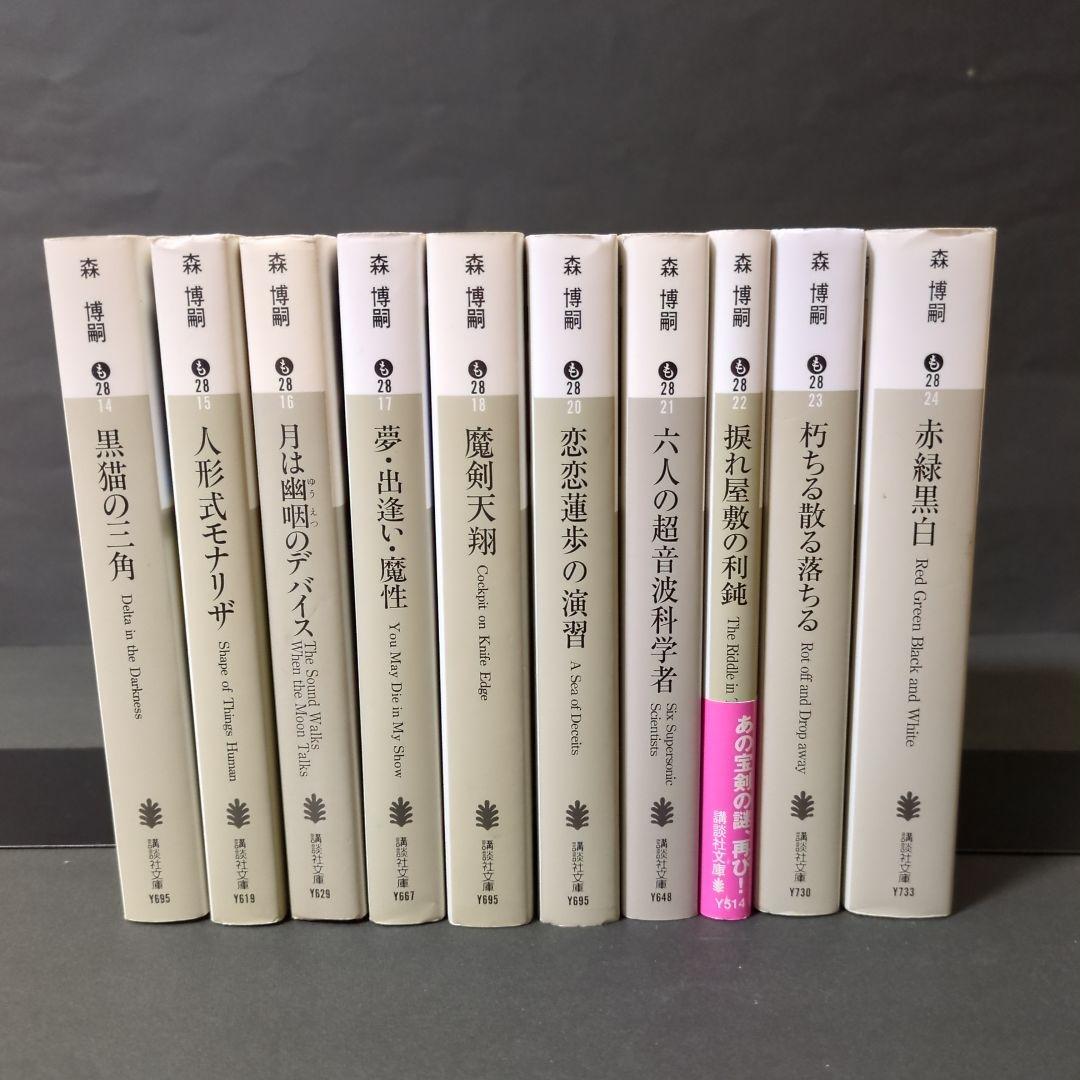 森 博嗣
も
28
14
黒猫の三角
Delta in the Darkness
講談社文庫
Y695
森 博嗣
も
28
15
人形式モナリザ
Shape of Things Human
講談社文庫
Y619
森 博嗣
も
28
16
月は幽咽のデバイス
ゆう えつ
The Sound Walks
When the Moon Talks
講談社文庫
Y629
森 博嗣
も
28
17
夢・出逢い・魔性
You May Die in My Show
講談社文庫
Y667
森 博嗣
も
28
18
魔剣天翔
Cockpit on Knife Edge
講談社文庫
Y695
森 博嗣
も
28
20
恋恋蓮歩の演習
A Sea of Deceits
講談社文庫
Y695
森 博嗣
も
28
21
六人の超音波科学者
Six Supersonic
Scientists
講談社文庫
Y648
森 博嗣
も
28
22
捩れ屋敷の利鈍
The Riddle in
あの宝剣の謎、再び!
講談社文庫
Y514
森 博嗣
も
28
23
朽ちる散る落ちる
Rot off and Drop away
講談社文庫
Y730
森 博嗣
も
28
24
赤緑黒白
Red Green Black and White
講談社文庫
Y733